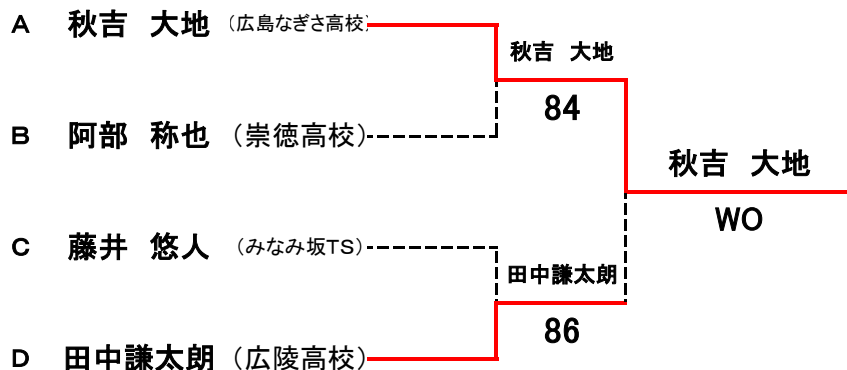 A 秋吉 大地 (広島なぎさ高校)
秋吉 大地
84
B 阿部 称也 (崇徳高校)
秋吉 大地
WO
C 藤井 悠人 (みなみ坂TS)
田中謙太朗
86
D 田中謙太朗 (広陵高校)